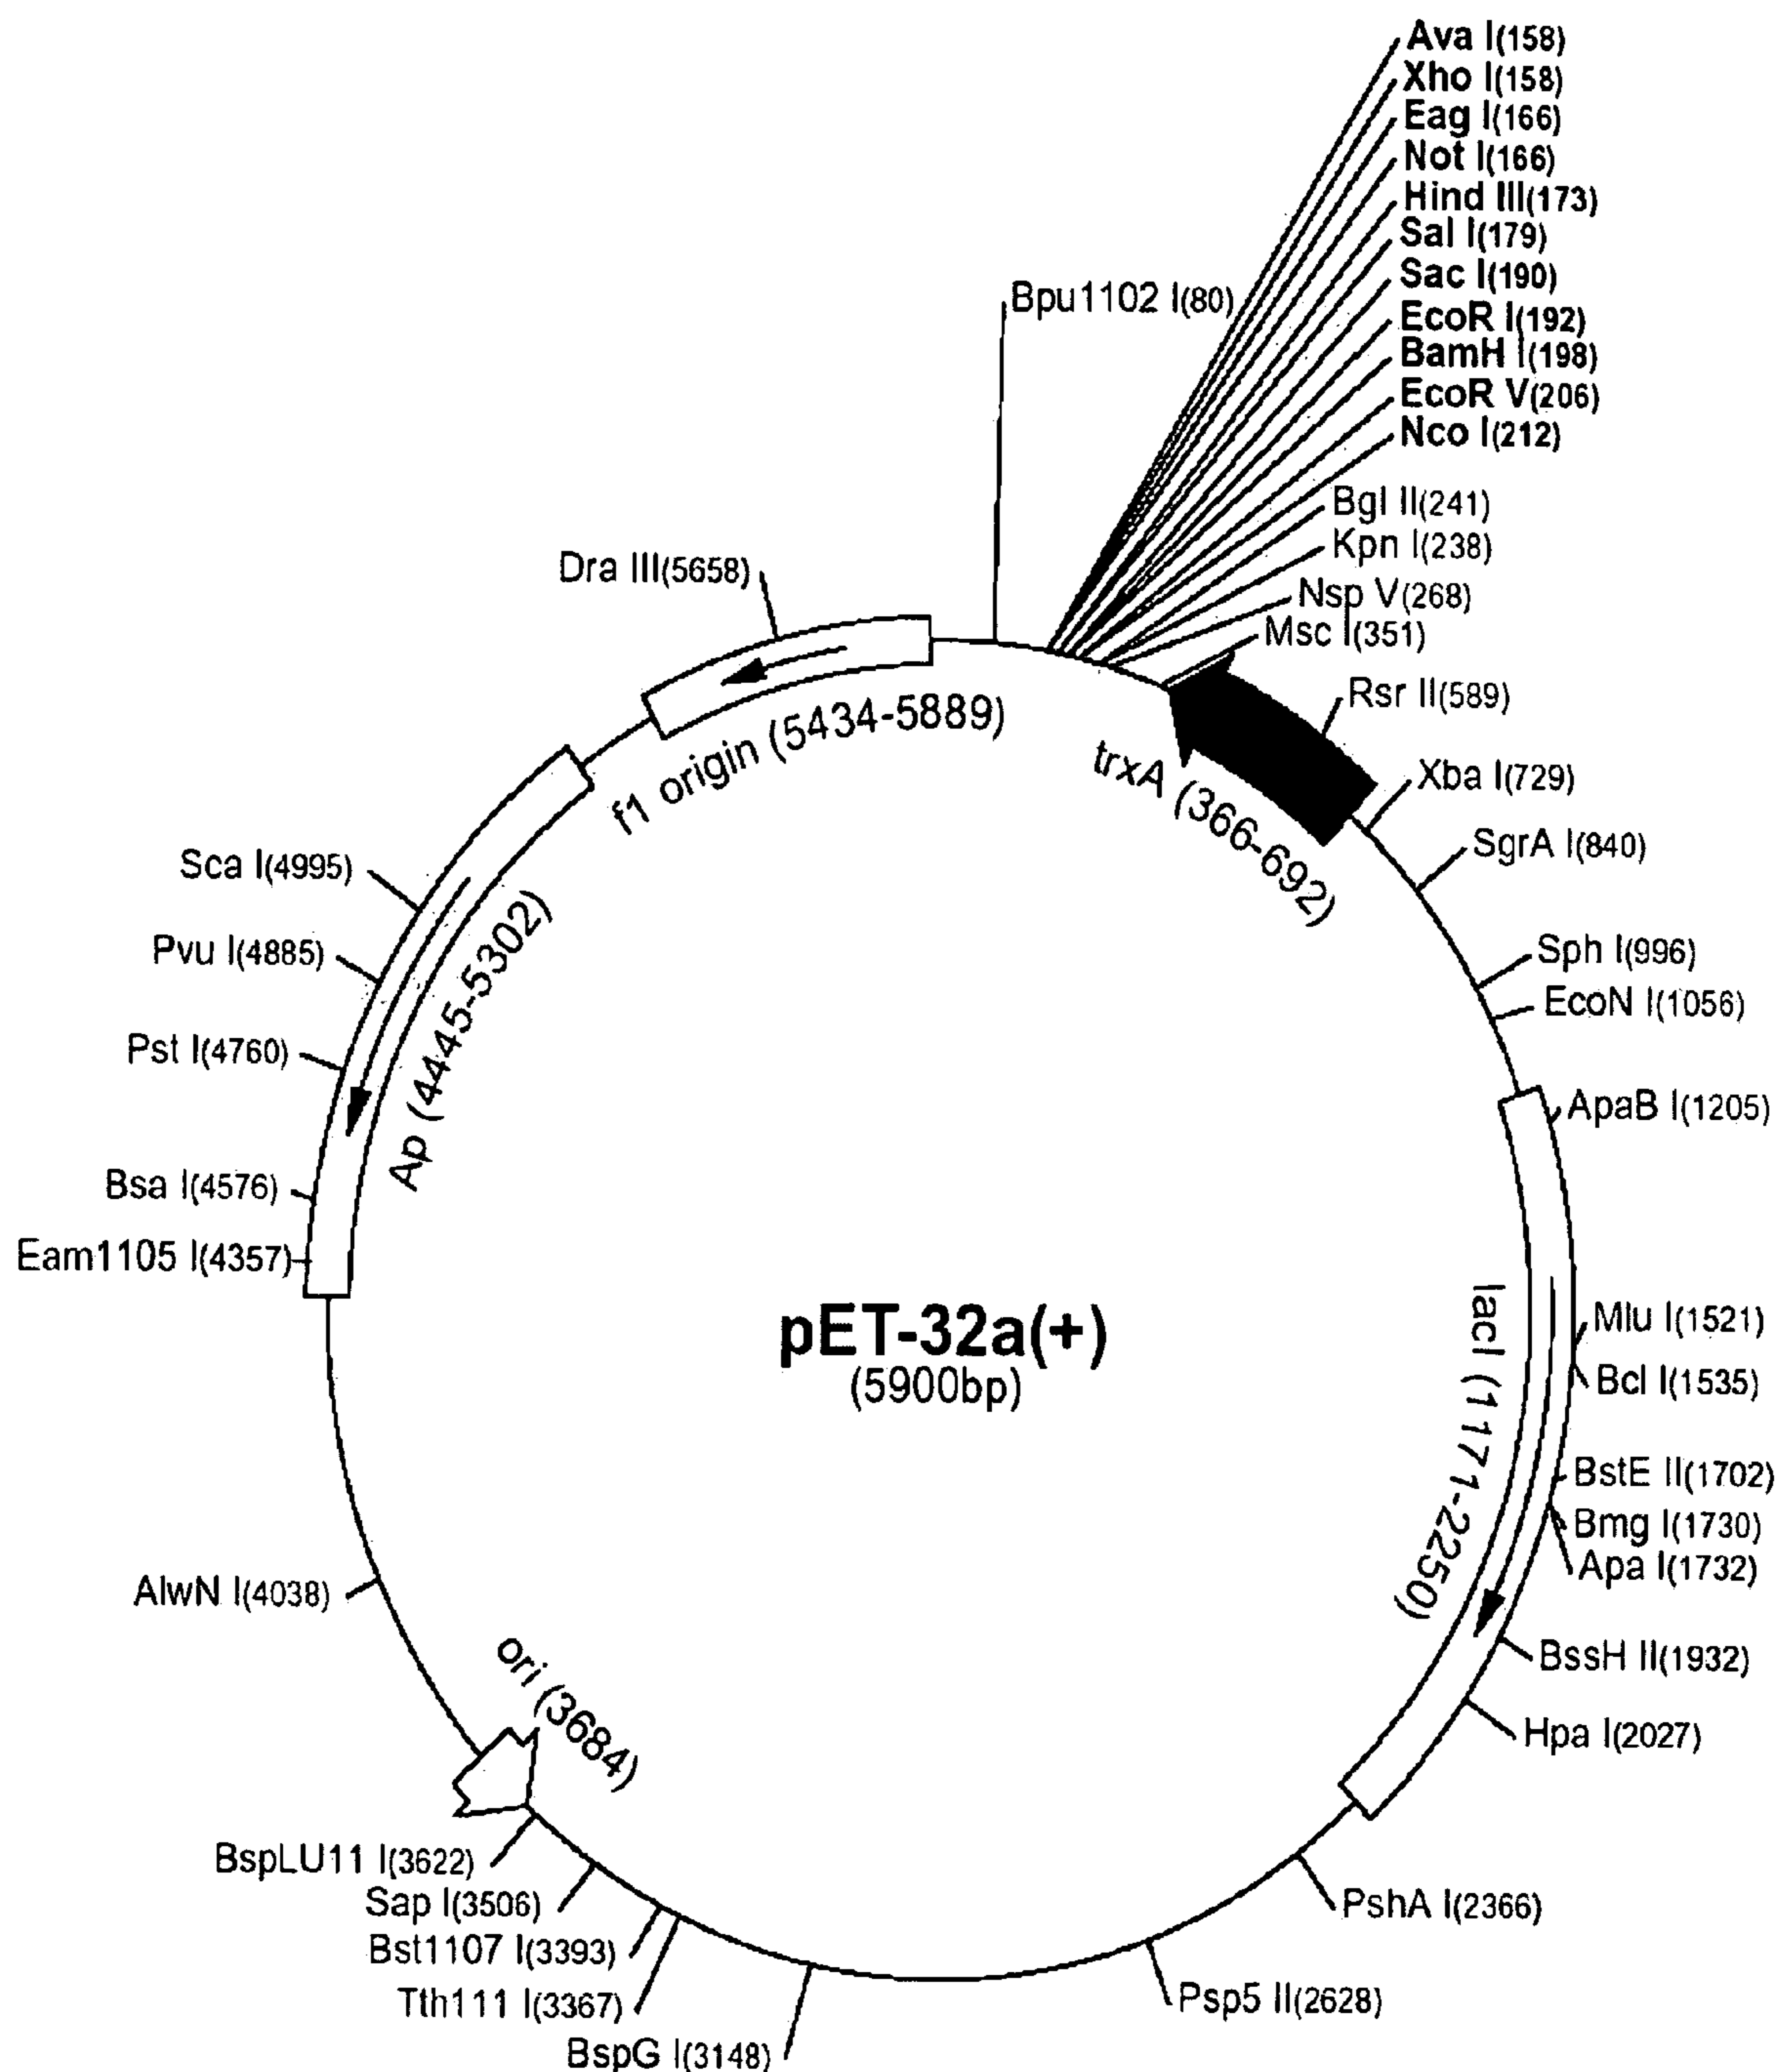 Ava I(158)
Xho I(158)
Eag I(166)
Not I(166)
Hind III(173)
Sal I(179)
Sac I(190)
EcoR I(192)
BamH I(198)
EcoR V(206)
Nco I(212)
Bgl II(241)
Kpn I(238)
Nsp V(268)
Msc I(351)
Rsr II(589)
Xba I(729)
SgrA I(840)
Sph I(996)
EcoN I(1056)
ApaB I(1205)
Mlu I(1521)
Bcl I(1535)
BstE II(1702)
Bmg I(1730)
Apa I(1732)
BssH II(1932)
Hpa I(2027)
PshA I(2366)
Psp5 II(2628)
BspG I(3148)
Tth111 I(3367)
Bst1107 I(3393)
Sap I(3506)
BspLU11 I(3622)
AlwN I(4038)
Eam1105 I(4357)
Bsa I(4576)
Pst I(4760)
Pvu I(4885)
Sca I(4995)
Dra III(5658)
Bpu1102 I(80)
f1 origin (5434-5889)
trxA (366-692)
lacI (1171-2250)
ori (3684)
Ap (4445-5302)
pET-32a(+)
(5900bp)